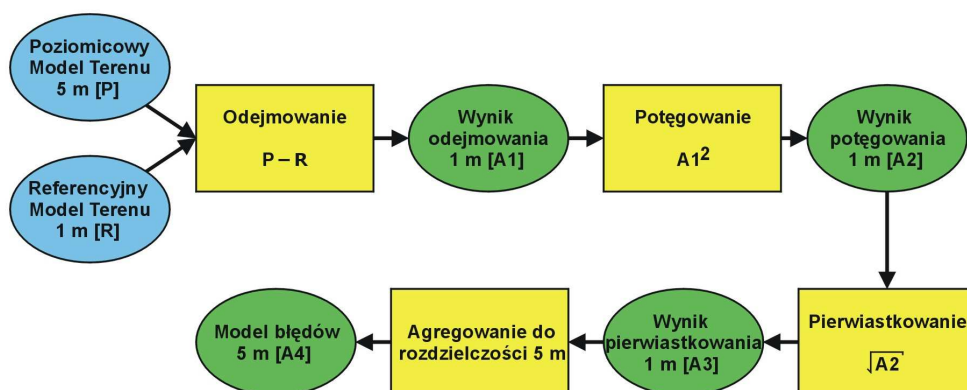 Poziomicowy
Model Terenu
5 m [P]
Referencyjny
Model Terenu
1 m [R]
Odejmowanie
P – R
Wynik
odejmowania
1 m [A1]
Potęgowanie
A1²
Wynik
potęgowania
1 m [A2]
Pierwiastkowanie
√A2
Wynik
pierwiastkowania
1 m [A3]
Agregowanie do
rozdzielczości 5 m
Model błędów
5 m [A4]